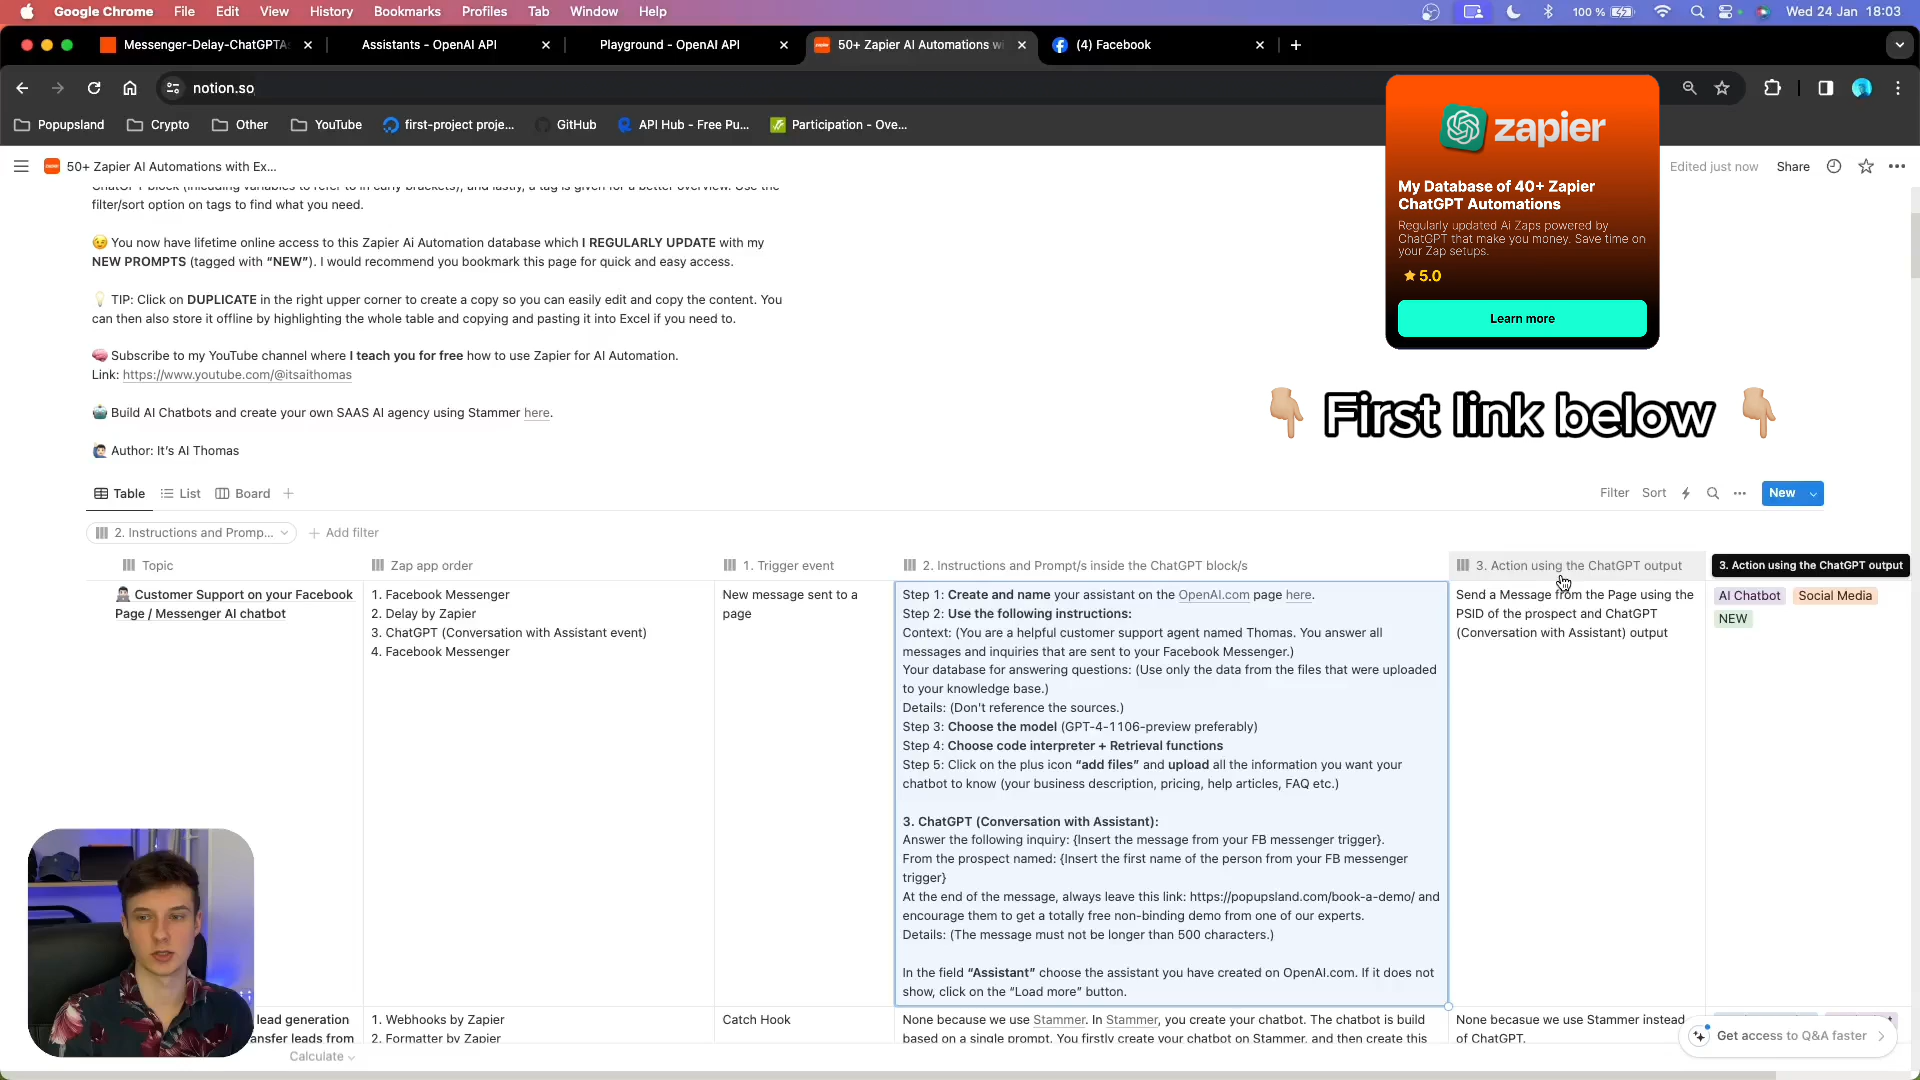 Google Chrome File Edit View History Bookmarks Profiles Tab Window Help
100 % Wed 24 Jan 18:03
Messenger-Delay-ChatGPTA
Assistants - OpenAI API
Playground - OpenAI API
50+ Zapier AI Automations wi
(4) Facebook
notion.so
Popupsland Crypto Other YouTube first-project proje... GitHub API Hub - Free Pu... Participation - Ove...
50+ Zapier AI Automations with Ex...
Edited just now Share
filter/sort option on tags to find what you need.
😉 You now have lifetime online access to this Zapier Ai Automation database which I REGULARLY UPDATE with my
NEW PROMPTS (tagged with “NEW”). I would recommend you bookmark this page for quick and easy access.
💡 TIP: Click on DUPLICATE in the right upper corner to create a copy so you can easily edit and copy the content. You
can then also store it offline by highlighting the whole table and copying and pasting it into Excel if you need to.
🧠 Subscribe to my YouTube channel where I teach you for free how to use Zapier for AI Automation.
Link: https://www.youtube.com/@itsaithomas
🤖 Build AI Chatbots and create your own SAAS AI agency using Stammer here.
🙋🏻‍♂️ Author: It's AI Thomas
zapier
My Database of 40+ Zapier
ChatGPT Automations
Regularly updated Ai Zaps powered by
ChatGPT that make you money. Save time on
your Zap setups.
5.0
Learn more
👇🏼 First link below 👇🏼
Table List Board
Filter Sort New
2. Instructions and Promp... Add filter
Topic
Zap app order
1. Trigger event
2. Instructions and Prompt/s inside the ChatGPT block/s
3. Action using the ChatGPT output
3. Action using the ChatGPT output
Customer Support on your Facebook
Page / Messenger AI chatbot
1. Facebook Messenger
2. Delay by Zapier
3. ChatGPT (Conversation with Assistant event)
4. Facebook Messenger
New message sent to a
page
Step 1: Create and name your assistant on the OpenAI.com page here.
Step 2: Use the following instructions:
Context: (You are a helpful customer support agent named Thomas. You answer all
messages and inquiries that are sent to your Facebook Messenger.)
Your database for answering questions: (Use only the data from the files that were uploaded
to your knowledge base.)
Details: (Don't reference the sources.)
Step 3: Choose the model (GPT-4-1106-preview preferably)
Step 4: Choose code interpreter + Retrieval functions
Step 5: Click on the plus icon “add files” and upload all the information you want your
chatbot to know (your business description, pricing, help articles, FAQ etc.)
3. ChatGPT (Conversation with Assistant):
Answer the following inquiry: {Insert the message from your FB messenger trigger}.
From the prospect named: {Insert the first name of the person from your FB messenger
trigger}
At the end of the message, always leave this link: https://popupsland.com/book-a-demo/ and
encourage them to get a totally free non-binding demo from one of our experts.
Details: (The message must not be longer than 500 characters.)
In the field “Assistant” choose the assistant you have created on OpenAI.com. If it does not
show, click on the “Load more” button.
Send a Message from the Page using the
PSID of the prospect and ChatGPT
(Conversation with Assistant) output
AI Chatbot Social Media
NEW
lead generation
ansfer leads from
1. Webhooks by Zapier
2. Formatter by Zapier
Catch Hook
None because we use Stammer. In Stammer, you create your chatbot. The chatbot is build
based on a single prompt. You firstly create your chatbot on Stammer, and then create this
None becasue we use Stammer instead
of ChatGPT.
Get access to Q&A faster
Calculate